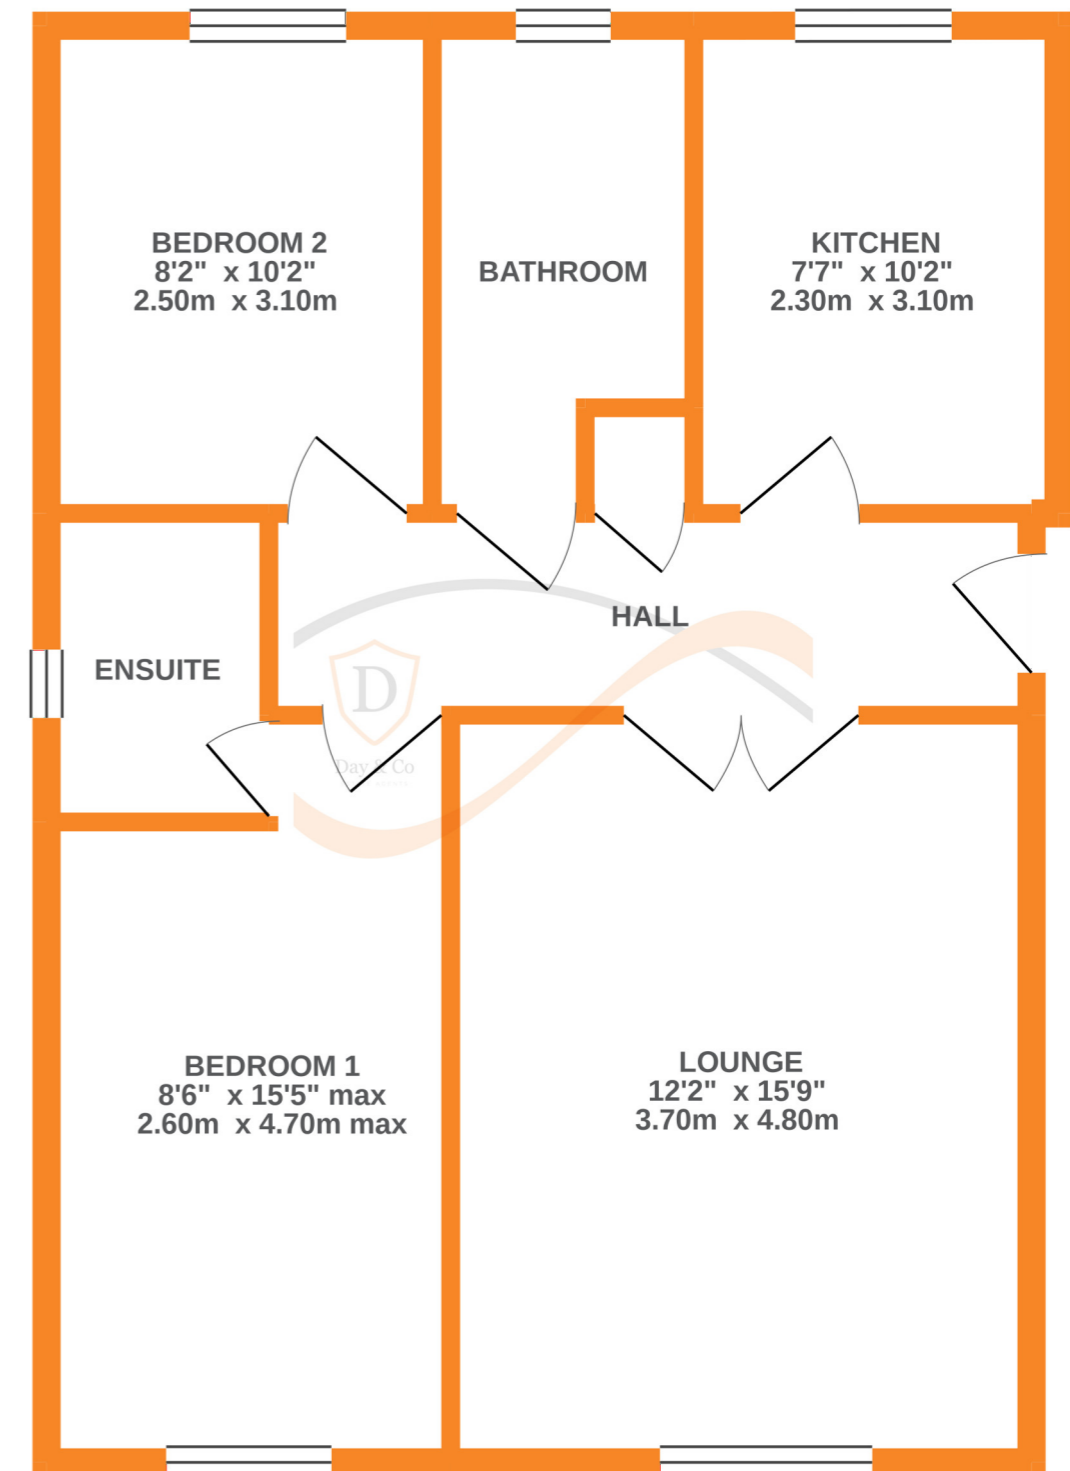 BEDROOM 2
8'2" x 10'2"
2.50m x 3.10m
BATHROOM
KITCHEN
7'7" x 10'2"
2.30m x 3.10m
HALL
ENSUITE
D
Day & Co
BEDROOM 1
8'6" x 15'5" max
2.60m x 4.70m max
LOUNGE
12'2" x 15'9"
3.70m x 4.80m